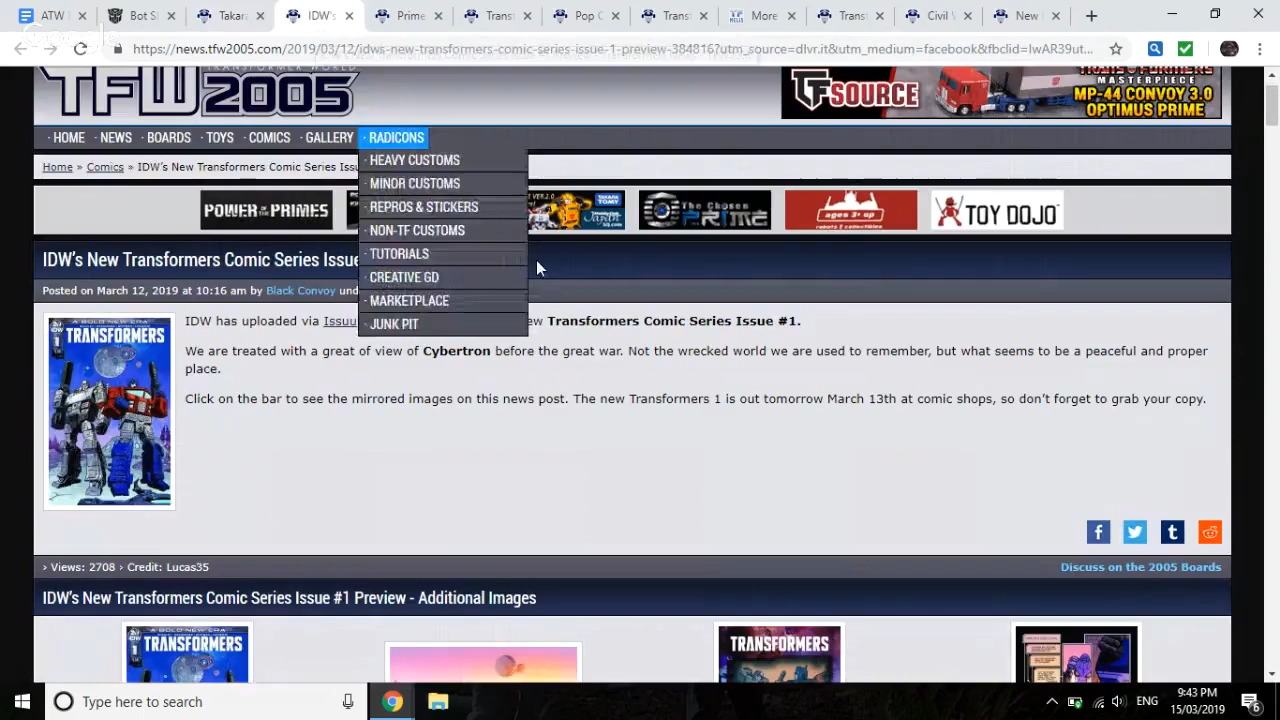 ATW
Bot S
Takara
IDW's
Prime
Trans
Pop C
Trans
More
Trans
Civil V
New
https://news.tfw2005.com/2019/03/12/idws-new-transformers-comic-series-issue-1-preview-384816?utm_source=dlvr.it&utm_medium=facebook&fbclid=IwAR39ut...
TFW2005
TFSOURCE
MASTERPIECE
MP-44 CONVOY 3.0
OPTIMUS PRIME
· HOME · NEWS · BOARDS · TOYS · COMICS · GALLERY · RADICONS
· HEAVY CUSTOMS
· MINOR CUSTOMS
· REPROS & STICKERS
· NON-TF CUSTOMS
· TUTORIALS
· CREATIVE GD
· MARKETPLACE
· JUNK PIT
Home » Comics » IDW's New Transformers Comic Series Issu
POWER OF THE PRIMES
The Chosen PRIME
ages 3+ up
robots & collectibles
TOY DOJO
IDW's New Transformers Comic Series Issue
Posted on March 12, 2019 at 10:16 am by Black Convoy und
TRANSFORMERS
IDW has uploaded via Issuu
ew Transformers Comic Series Issue #1.
We are treated with a great of view of Cybertron before the great war. Not the wrecked world we are used to remember, but what seems to be a peaceful and proper
place.
Click on the bar to see the mirrored images on this news post. The new Transformers 1 is out tomorrow March 13th at comic shops, so don't forget to grab your copy.
› Views: 2708 › Credit: Lucas35
Discuss on the 2005 Boards
IDW's New Transformers Comic Series Issue #1 Preview - Additional Images
A BOLD NEW ERA
TRANSFORMERS
TRANSFORMERS
Type here to search
ENG
9:43 PM
15/03/2019
6